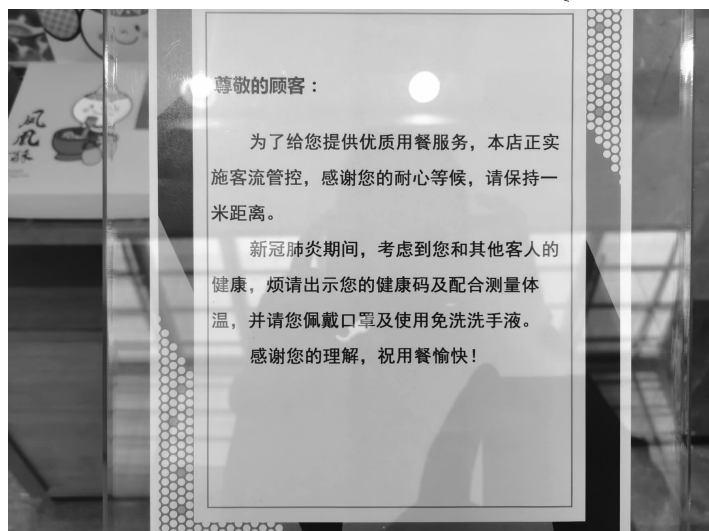 尊敬的顾客：
为了给您提供优质用餐服务，本店正实
施客流管控，感谢您的耐心等候，请保持一
米距离。
新冠肺炎期间，考虑到您和其他客人的
健康，烦请出示您的健康码及配合测量体
温，并请您佩戴口罩及使用免洗洗手液。
感谢您的理解，祝用餐愉快！